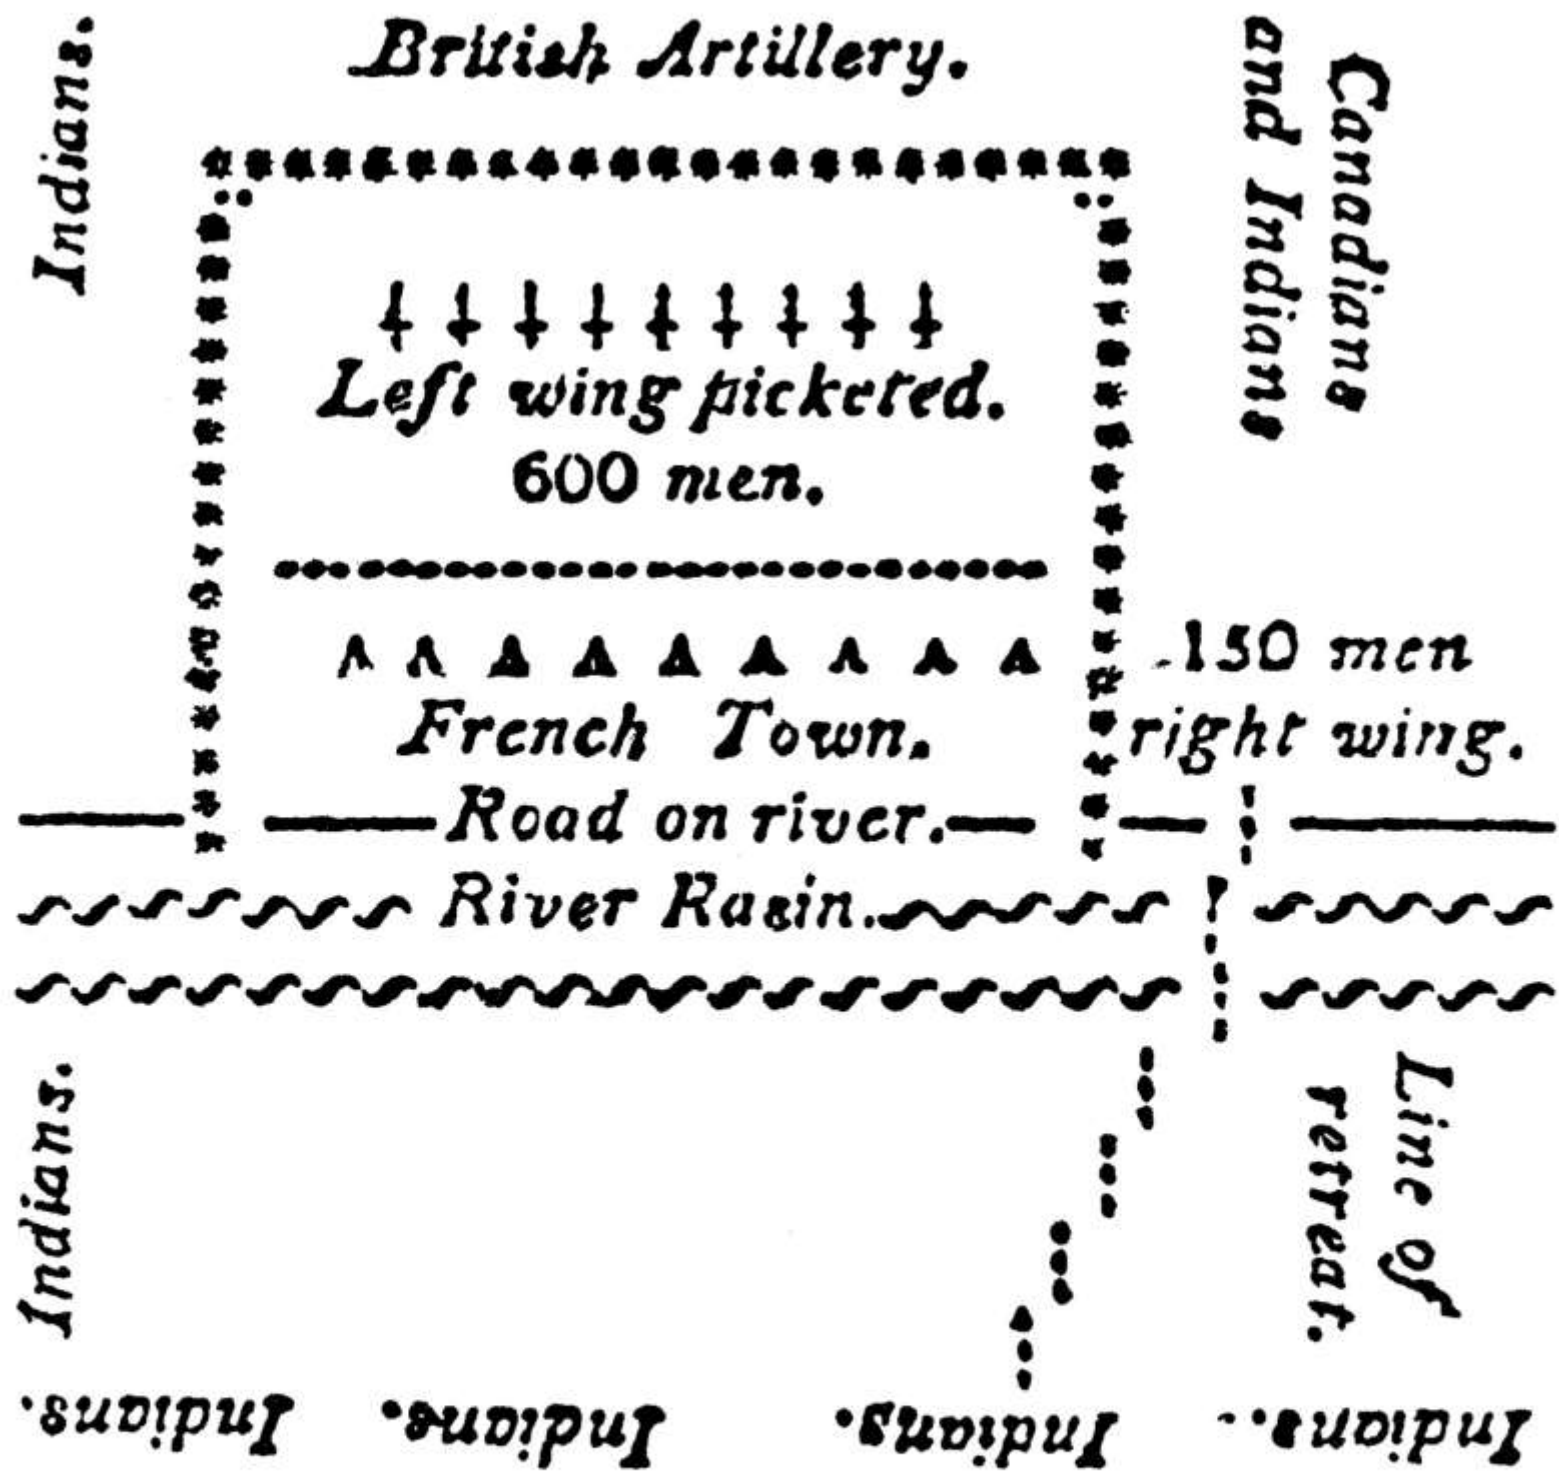 British Artillery.
Indians.
Canadians
and Indians
Left wing picketed.
600 men.
150 men
right wing.
French Town.
Road on river.
River Rasin.
Indians.
Line of
retreat.
Indians.
Indians.
Indians.
Indians.